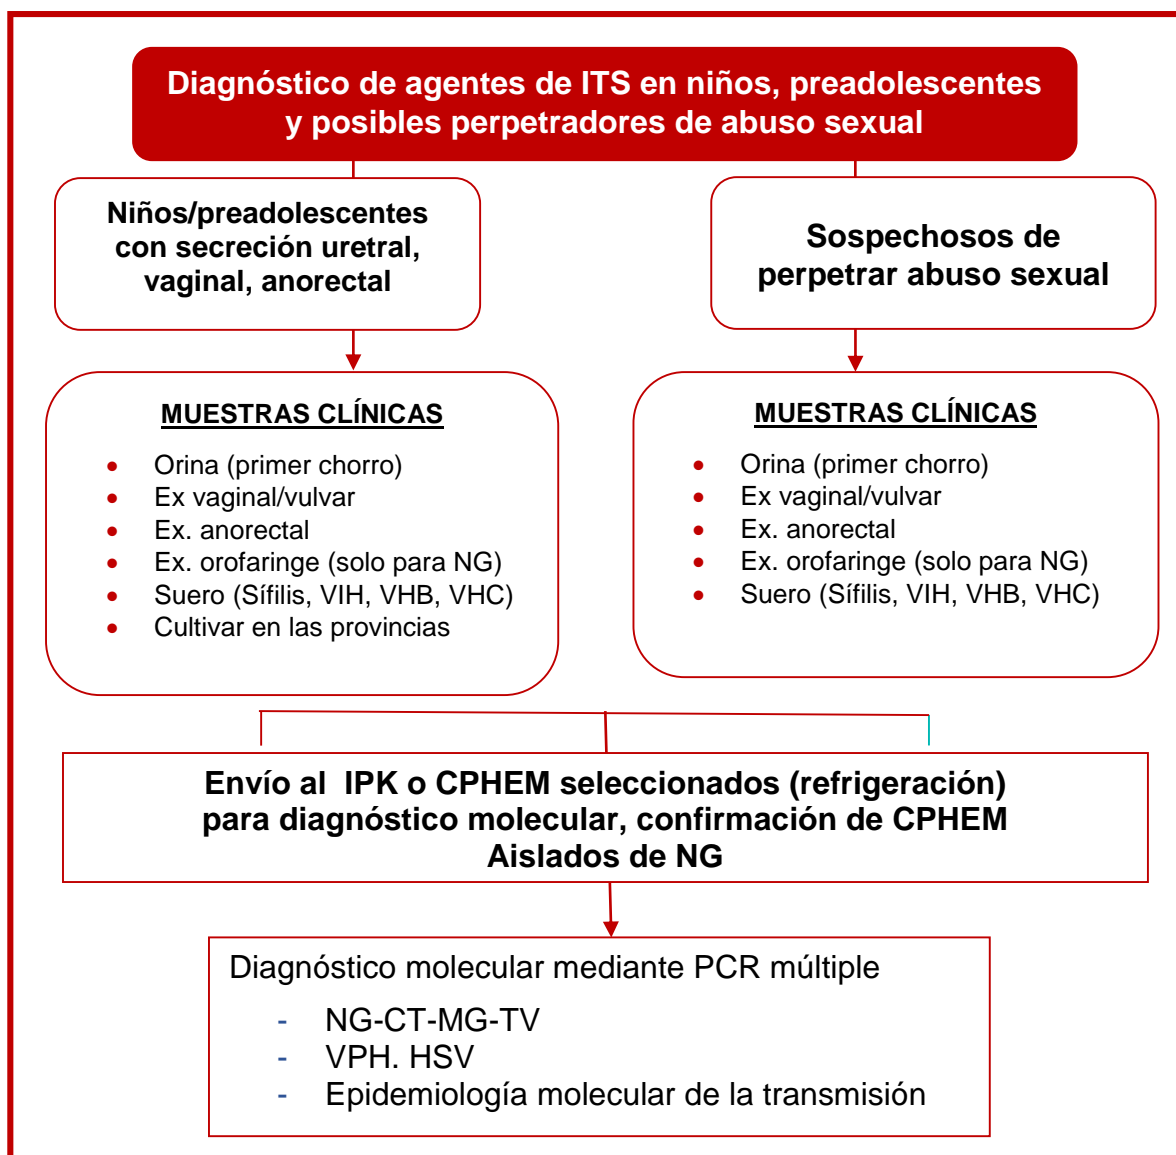 Diagnóstico de agentes de ITS en niños, preadolescentes
y posibles perpetradores de abuso sexual
Niños/preadolescentes
con secreción uretral,
vaginal, anorectal
Sospechosos de
perpetrar abuso sexual
MUESTRAS CLÍNICAS
• Orina (primer chorro)
• Ex vaginal/vulvar
• Ex. anorectal
• Ex. orofaringe (solo para NG)
• Suero (Sífilis, VIH, VHB, VHC)
• Cultivar en las provincias
MUESTRAS CLÍNICAS
• Orina (primer chorro)
• Ex vaginal/vulvar
• Ex. anorectal
• Ex. orofaringe (solo para NG)
• Suero (Sífilis, VIH, VHB, VHC)
Envío al IPK o CPHEM seleccionados (refrigeración)
para diagnóstico molecular, confirmación de CPHEM
Aislados de NG
Diagnóstico molecular mediante PCR múltiple
- NG-CT-MG-TV
- VPH. HSV
- Epidemiología molecular de la transmisión